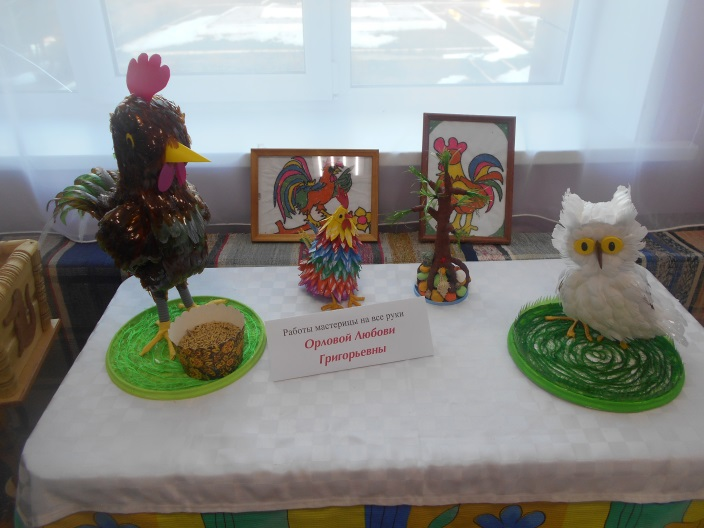 Работы мастерицы на все руки
Орловой Любови
Григорьевны